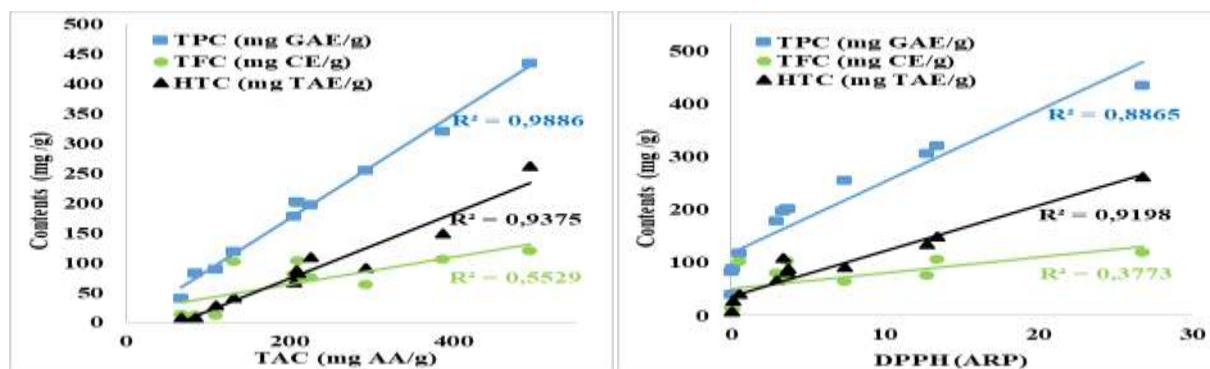 500
450
400
350
300
250
200
150
100
50
0
Contents (mg /g)
TPC (mg GAE/g)
TFC (mg CE/g)
HTC (mg TAE/g)
R² = 0,9886
R² = 0,9375
R² = 0,5529
0 200 400
TAC (mg AA/g)
500
400
300
200
100
0
Contents (mg/g)
TPC (mg GAE/g)
TFC (mg CE/g)
HTC (mg TAE/g)
R² = 0,8865
R² = 0,9198
R² = 0,3773
0 10 20 30
DPPH (ARP)